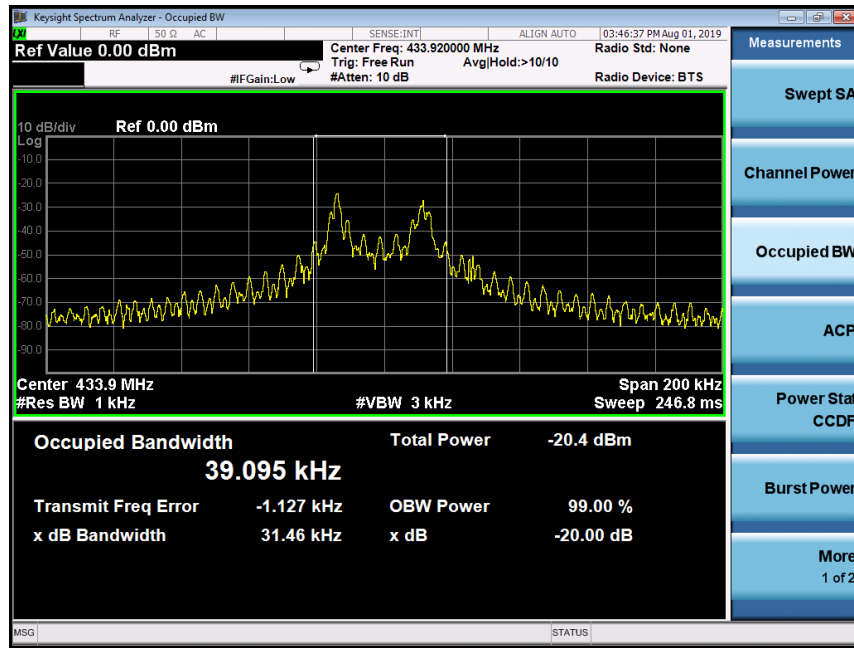 Keysight Spectrum Analyzer - Occupied BW
LXI RF 50 Ω AC SENSE:INT ALIGN AUTO 03:46:37 PM Aug 01, 2019
Ref Value 0.00 dBm
Center Freq: 433.920000 MHz Radio Std: None
Trig: Free Run Avg|Hold:>10/10
#IFGain:Low #Atten: 10 dB Radio Device: BTS
10 dB/div Ref 0.00 dBm
Log
-10.0
-20.0
-30.0
-40.0
-50.0
-60.0
-70.0
-80.0
-90.0
Center 433.9 MHz Span 200 kHz
#Res BW 1 kHz #VBW 3 kHz Sweep 246.8 ms
Occupied Bandwidth Total Power -20.4 dBm
39.095 kHz
Transmit Freq Error -1.127 kHz OBW Power 99.00 %
x dB Bandwidth 31.46 kHz x dB -20.00 dB
MSG STATUS
Measurements
Swept SA
Channel Power
Occupied BW
ACP
Power Stat
CCDF
Burst Power
More
1 of 2